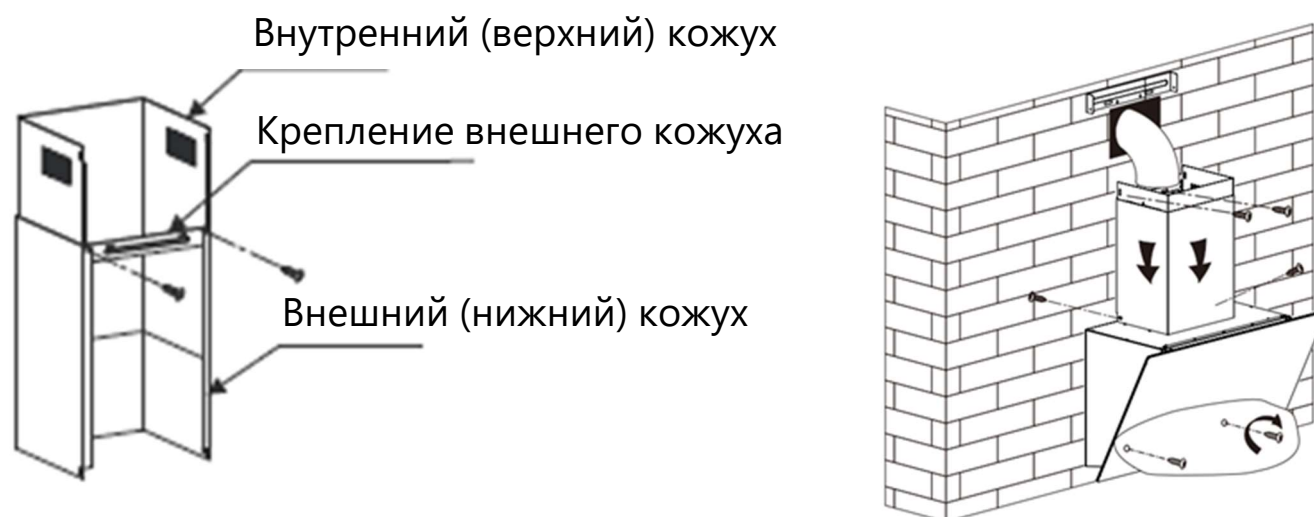 Внутренний (верхний) кожух
Крепление внешнего кожуха
Внешний (нижний) кожух